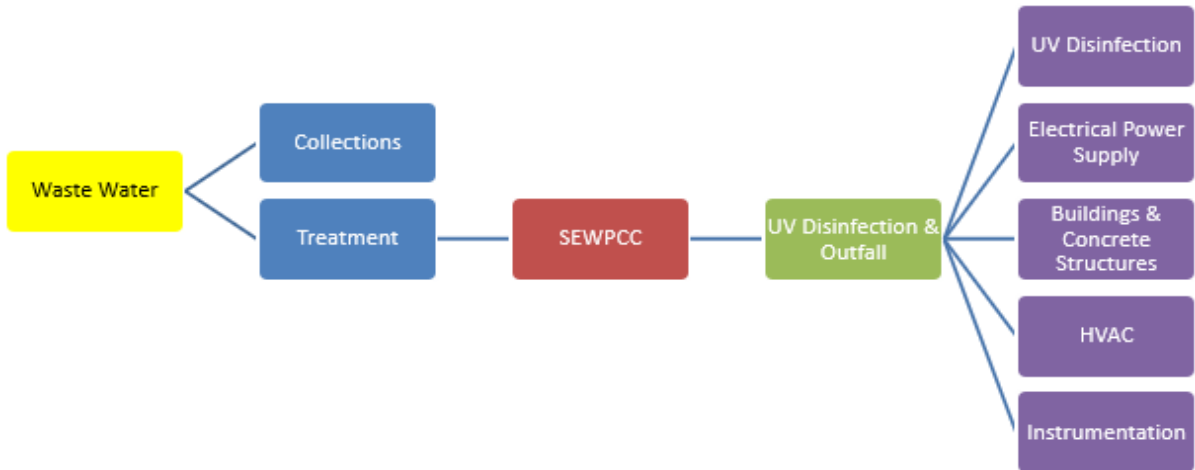 Waste Water
Collections
Treatment
SEWPCC
UV Disinfection &
Outfall
UV Disinfection
Electrical Power
Supply
Buildings &
Concrete
Structures
HVAC
Instrumentation